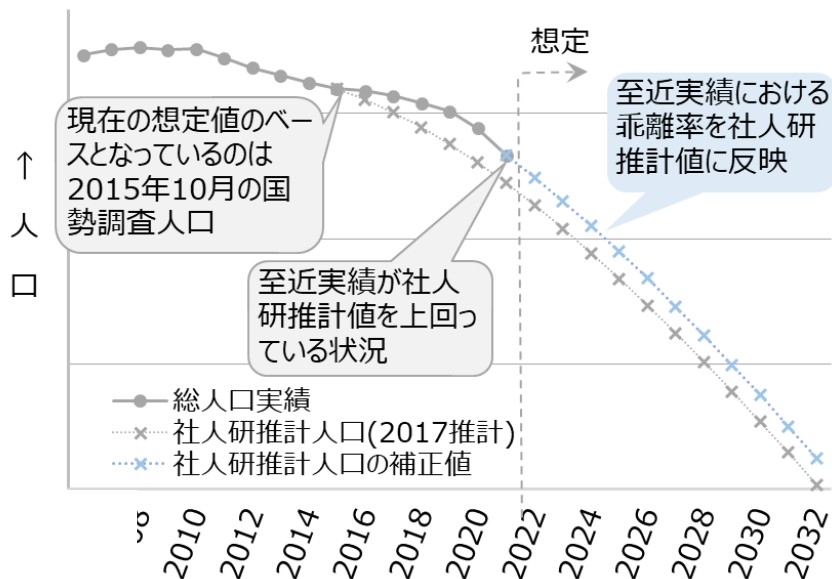 想定
現在の想定値のベー
スとなっているのは
2015年10月の国
勢調査人口
至近実績における
乖離率を社人研
推計値に反映
↑
人
口
至近実績が社人
研推計値を上回っ
ている状況
総人口実績
社人研推計人口(2017推計)
社人研推計人口の補正値
2010
2012
2014
2016
2018
2020
2022
2024
2026
2028
2030
2032